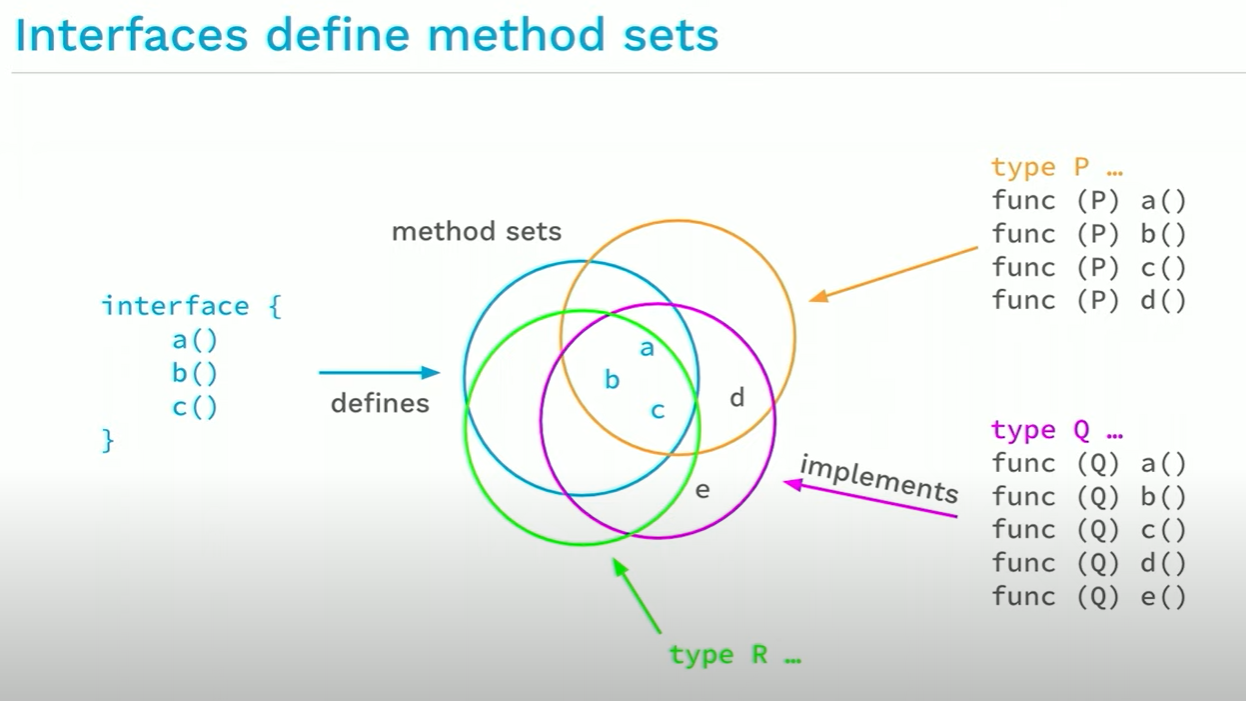 Interfaces define method sets
method sets
interface {
a()
b()
c()
}
defines
a
b
c
d
e
type P …
func (P) a()
func (P) b()
func (P) c()
func (P) d()
implements
type Q …
func (Q) a()
func (Q) b()
func (Q) c()
func (Q) d()
func (Q) e()
type R …